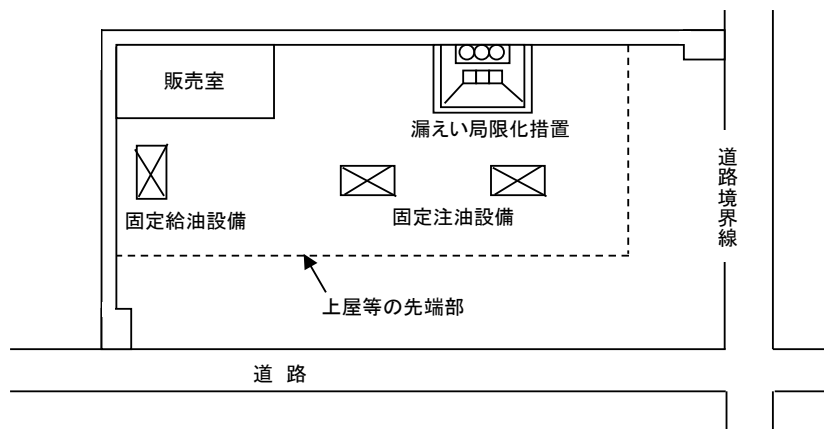 販売室
漏えい局限化措置
道路境界線
固定給油設備
固定注油設備
上屋等の先端部
道 路